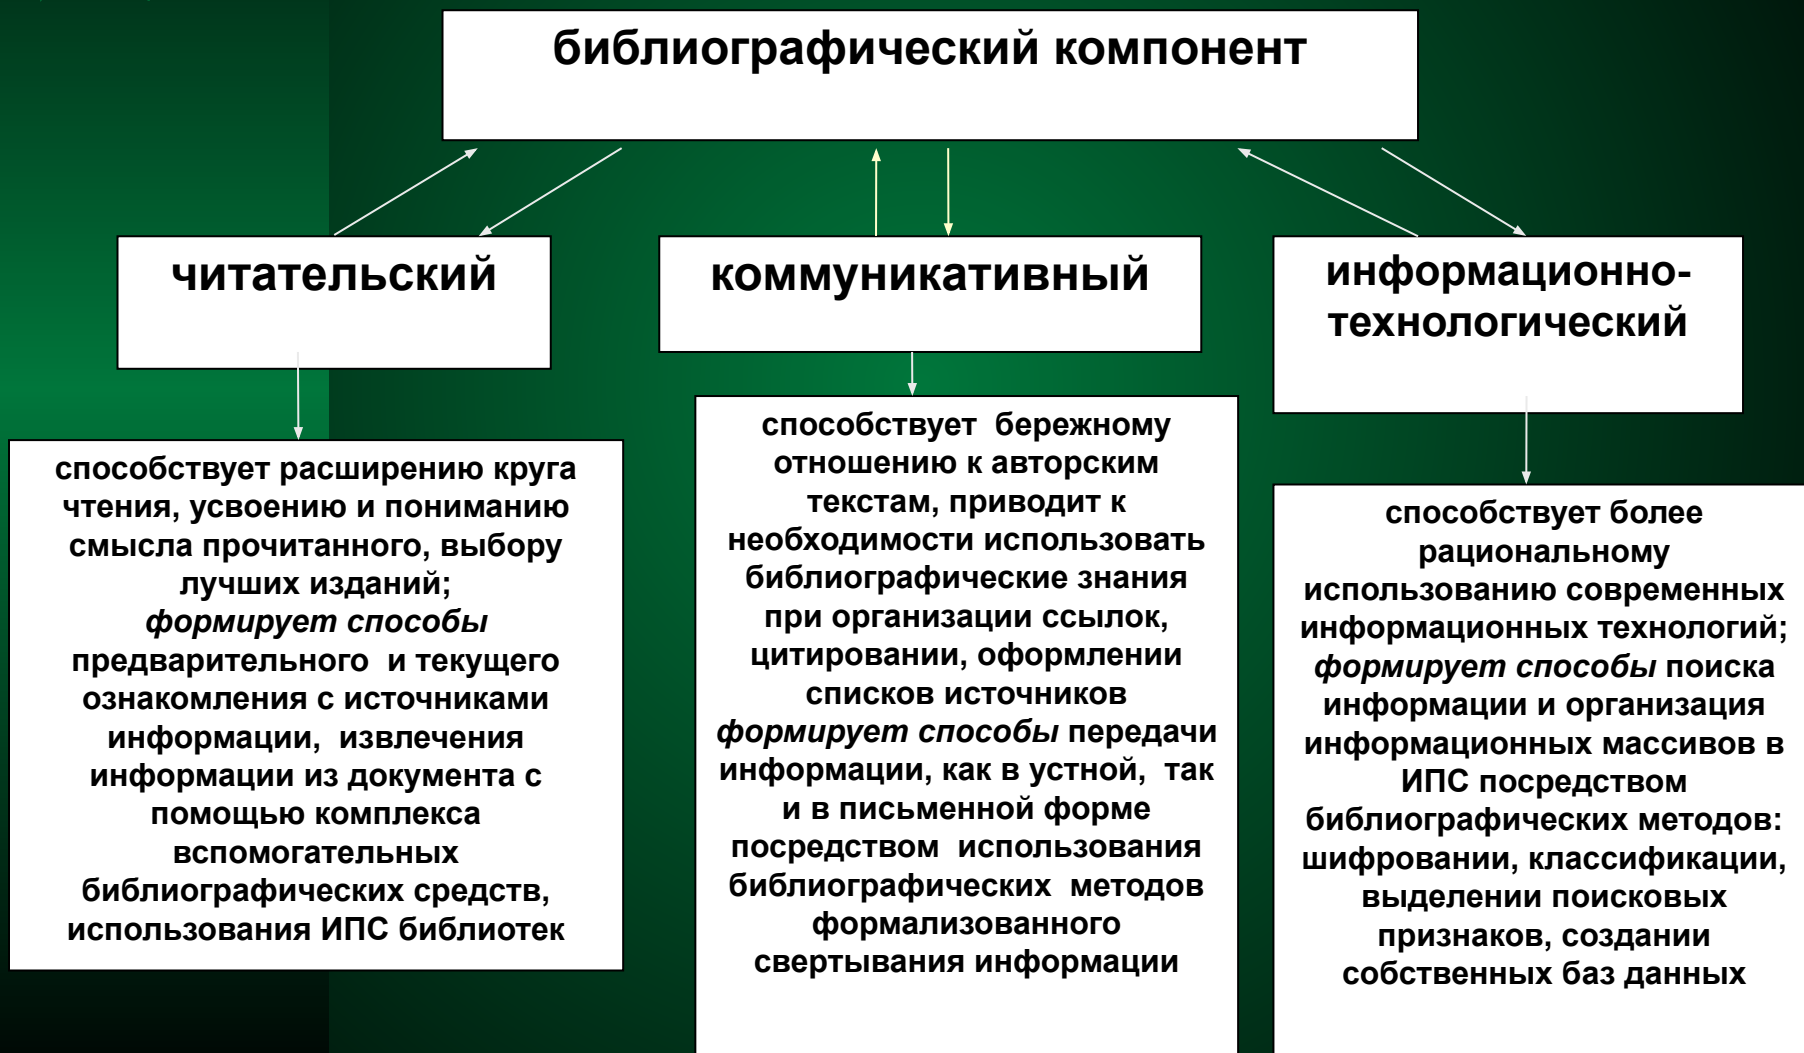 библиографический компонент
читательский
коммуникативный
информационно-
технологический
способствует расширению круга
чтения, усвоению и пониманию
смысла прочитанного, выбору
лучших изданий;
формирует способы
предварительного и текущего
ознакомления с источниками
информации, извлечения
информации из документа с
помощью комплекса
вспомогательных
библиографических средств,
использования ИПС библиотек
способствует бережному
отношению к авторским
текстам, приводит к
необходимости использовать
библиографические знания
при организации ссылок,
цитировании, оформлении
списков источников
формирует способы передачи
информации, как в устной, так
и в письменной форме
посредством использования
библиографических методов
формализованного
свертывания информации
способствует более
рациональному
использованию современных
информационных технологий;
формирует способы поиска
информации и организация
информационных массивов в
ИПС посредством
библиографических методов:
шифровании, классификации,
выделении поисковых
признаков, создании
собственных баз данных